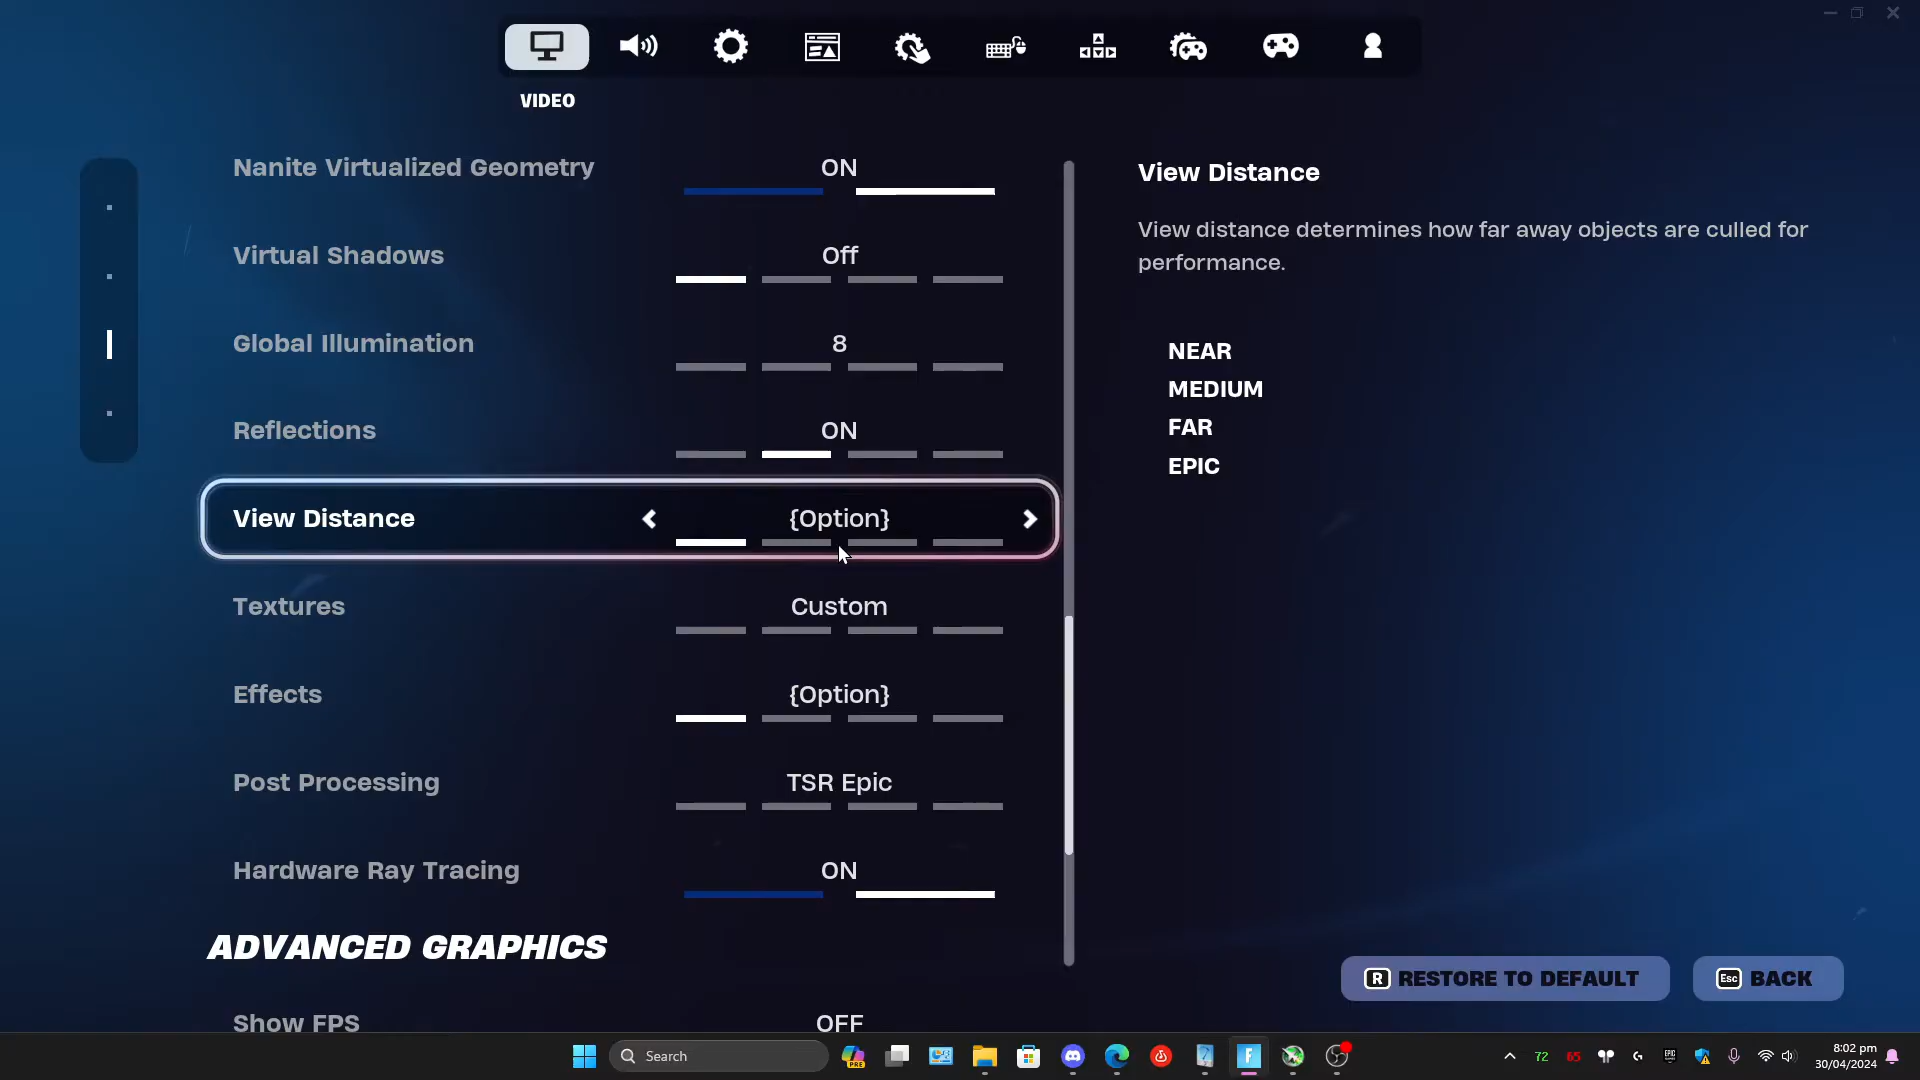 VIDEO
Nanite Virtualized Geometry ON
Virtual Shadows Off
Global Illumination 8
Reflections ON
View Distance {Option}
Textures Custom
Effects {Option}
Post Processing TSR Epic
Hardware Ray Tracing ON
ADVANCED GRAPHICS
Show FPS OFF
View Distance
View distance determines how far away objects are culled for
performance.
NEAR
MEDIUM
FAR
EPIC
R RESTORE TO DEFAULT
Esc BACK
Search
PRE
F
72
65
8:02 pm
30/04/2024